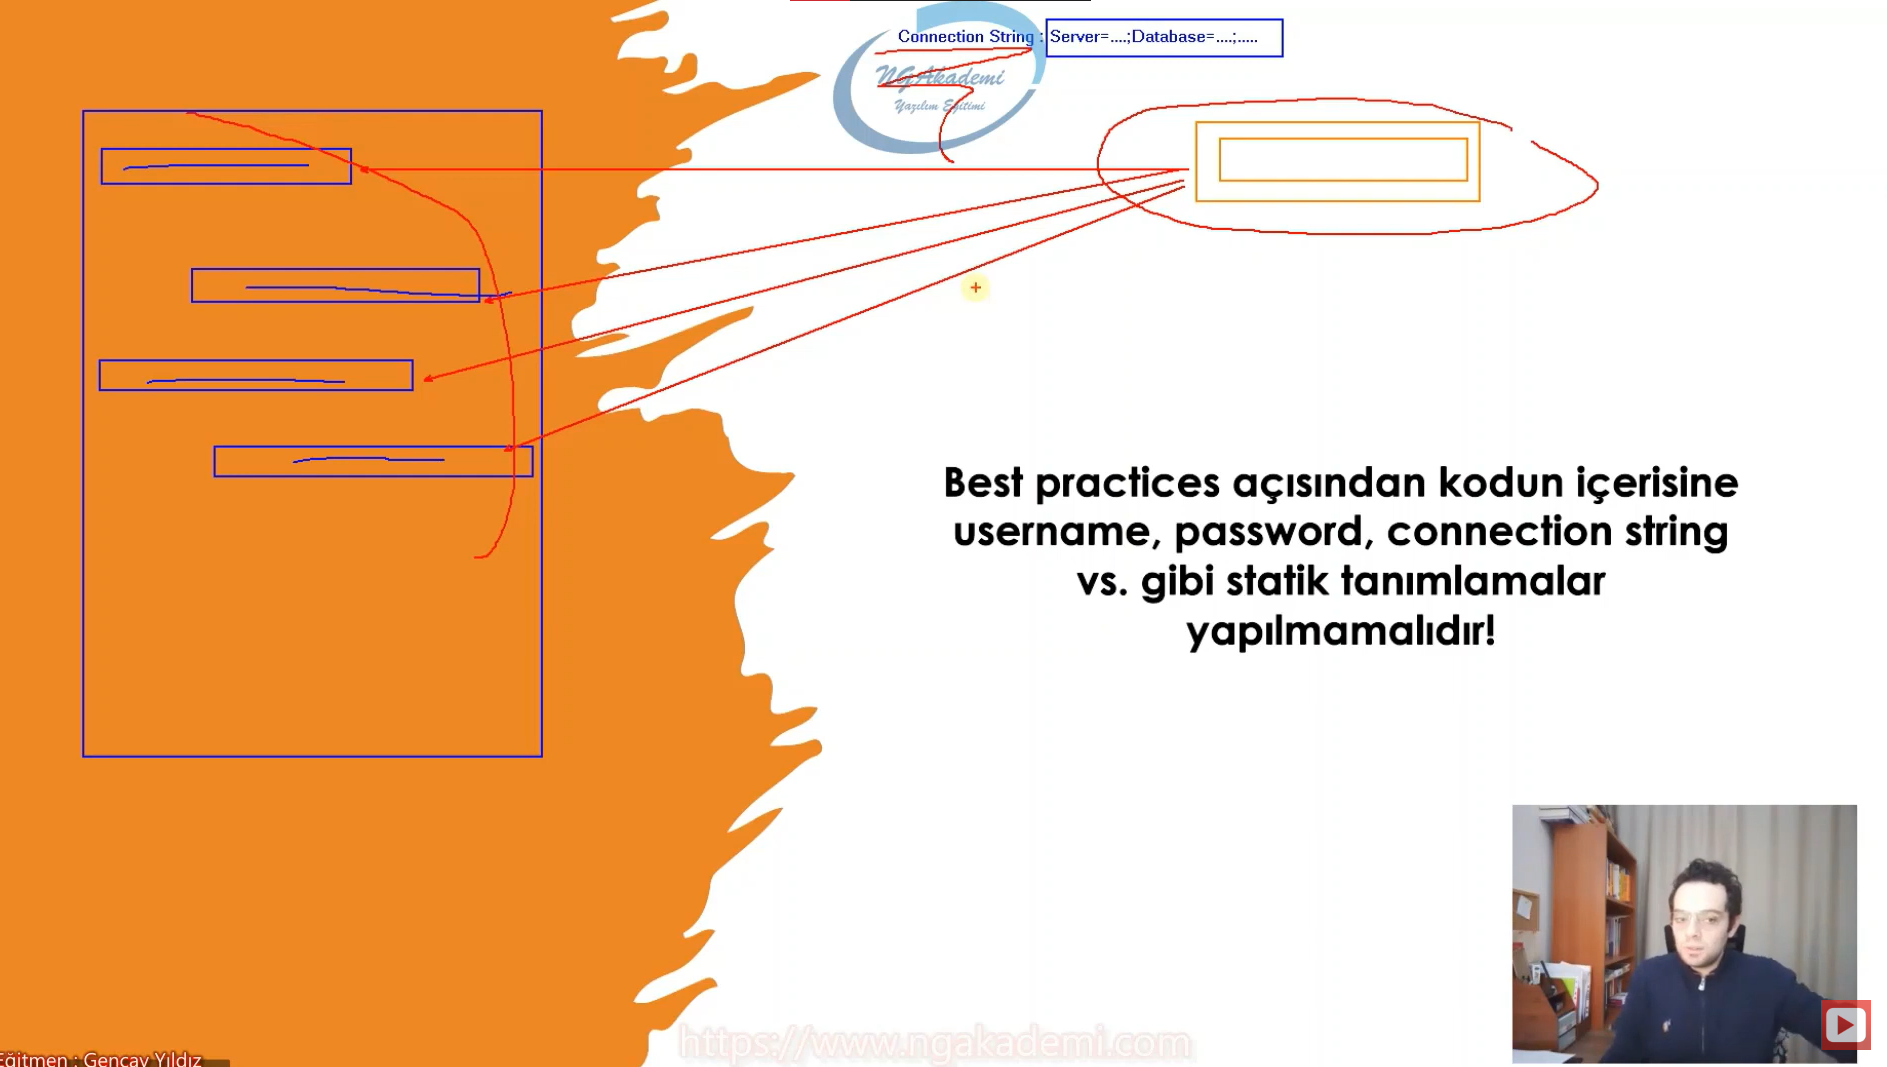 Connection String : Server=....;Database=....;.....
NGAkademi
Yazılım Eğitimi
Best practices açısından kodun içerisine
username, password, connection string
vs. gibi statik tanımlamalar
yapılmamalıdır!
https://www.ngakademi.com
Eğitmen : Gençay Yıldız